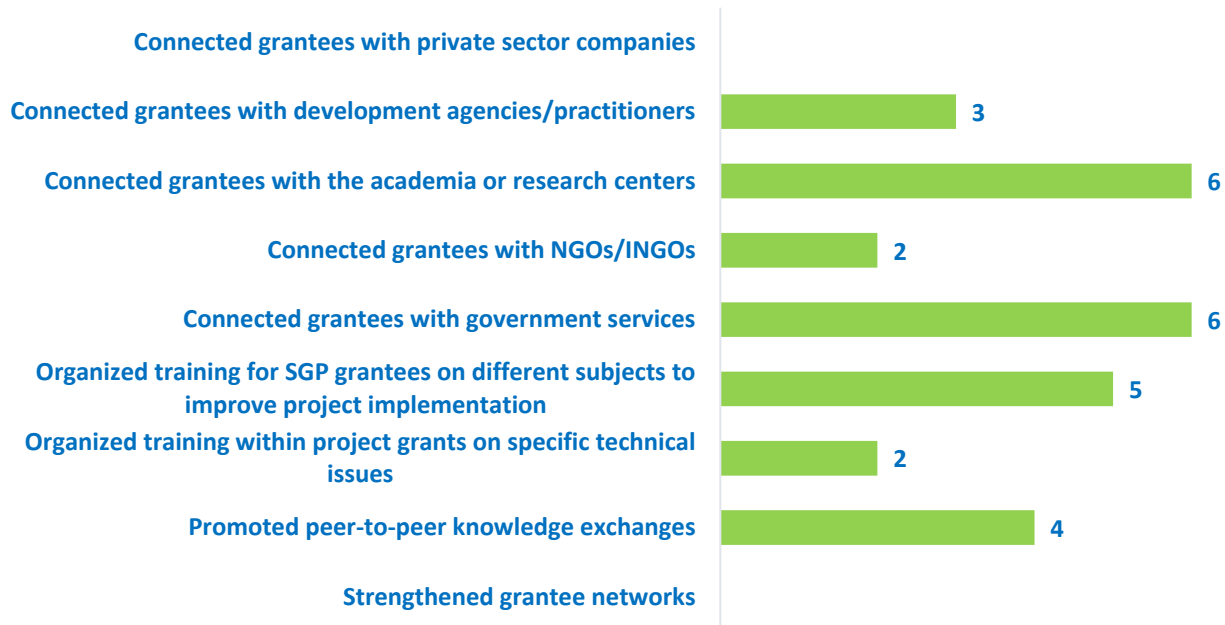 Connected grantees with private sector companies
Connected grantees with development agencies/practitioners
3
Connected grantees with the academia or research centers
6
Connected grantees with NGOs/INGOs
2
Connected grantees with government services
6
Organized training for SGP grantees on different subjects to
improve project implementation
5
Organized training within project grants on specific technical
issues
2
Promoted peer-to-peer knowledge exchanges
4
Strengthened grantee networks